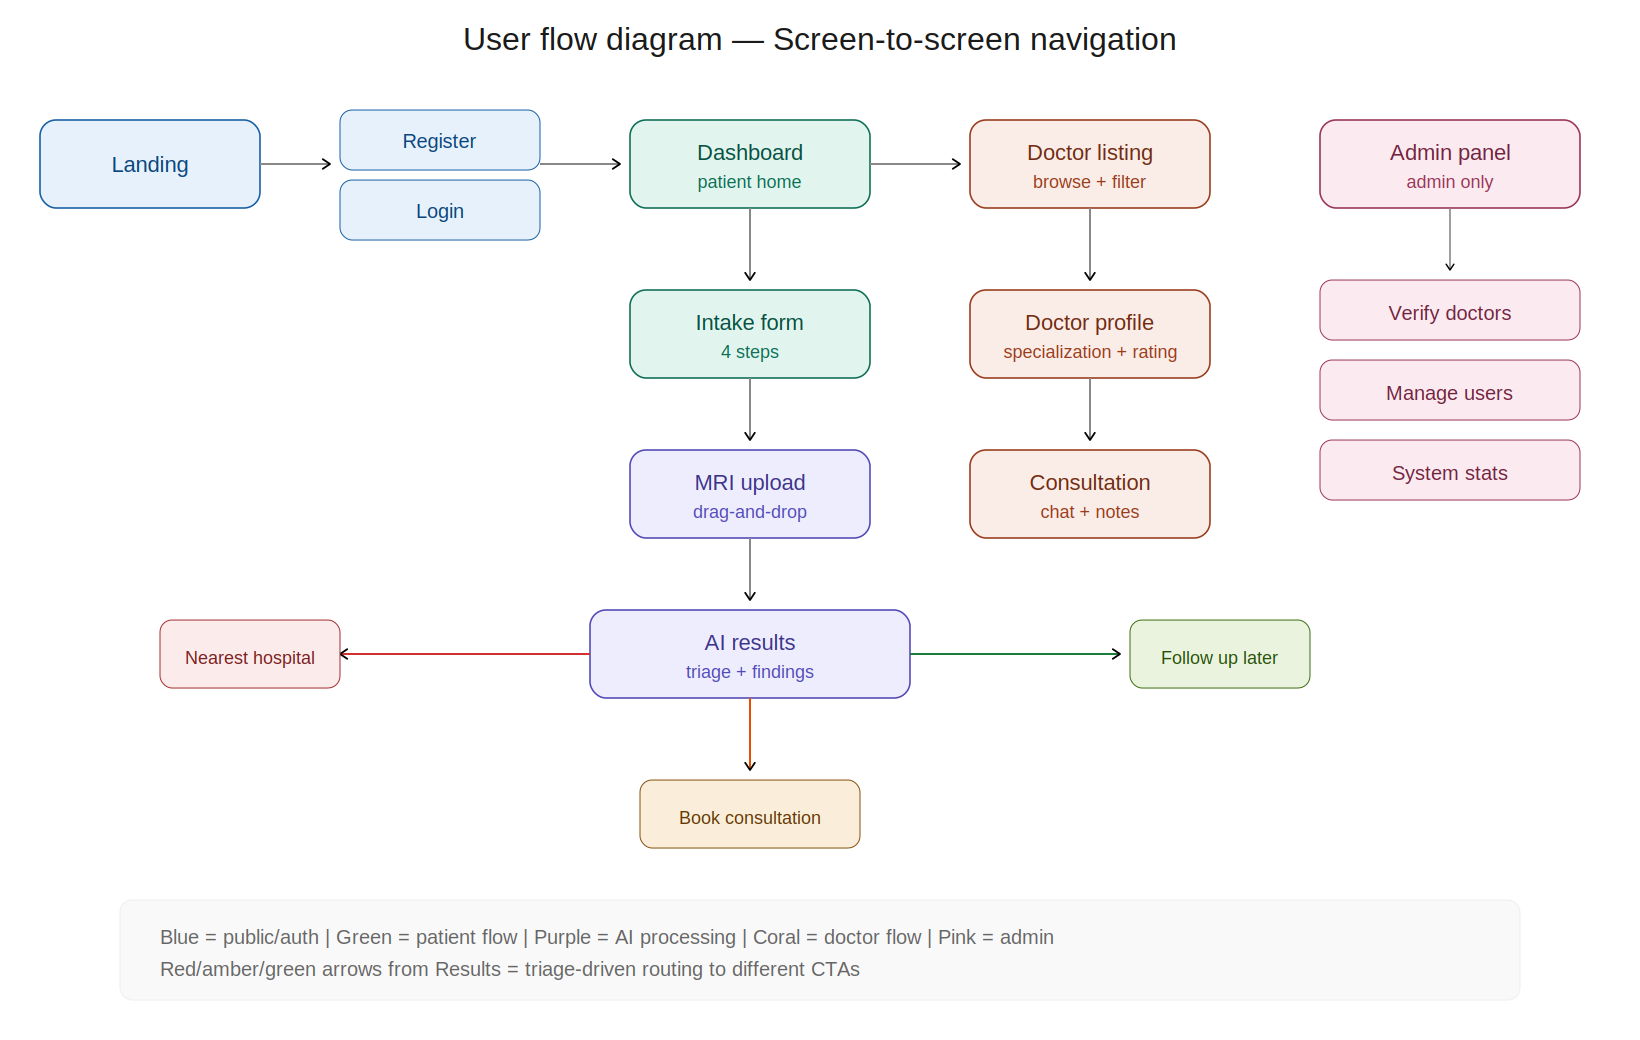 User flow diagram — Screen-to-screen navigation
Landing
Register
Login
Dashboard
patient home
Doctor listing
browse + filter
Admin panel
admin only
Intake form
4 steps
Doctor profile
specialization + rating
Verify doctors
Manage users
System stats
MRI upload
drag-and-drop
Consultation
chat + notes
Nearest hospital
AI results
triage + findings
Follow up later
Book consultation
Blue = public/auth | Green = patient flow | Purple = AI processing | Coral = doctor flow | Pink = admin
Red/amber/green arrows from Results = triage-driven routing to different CTAs